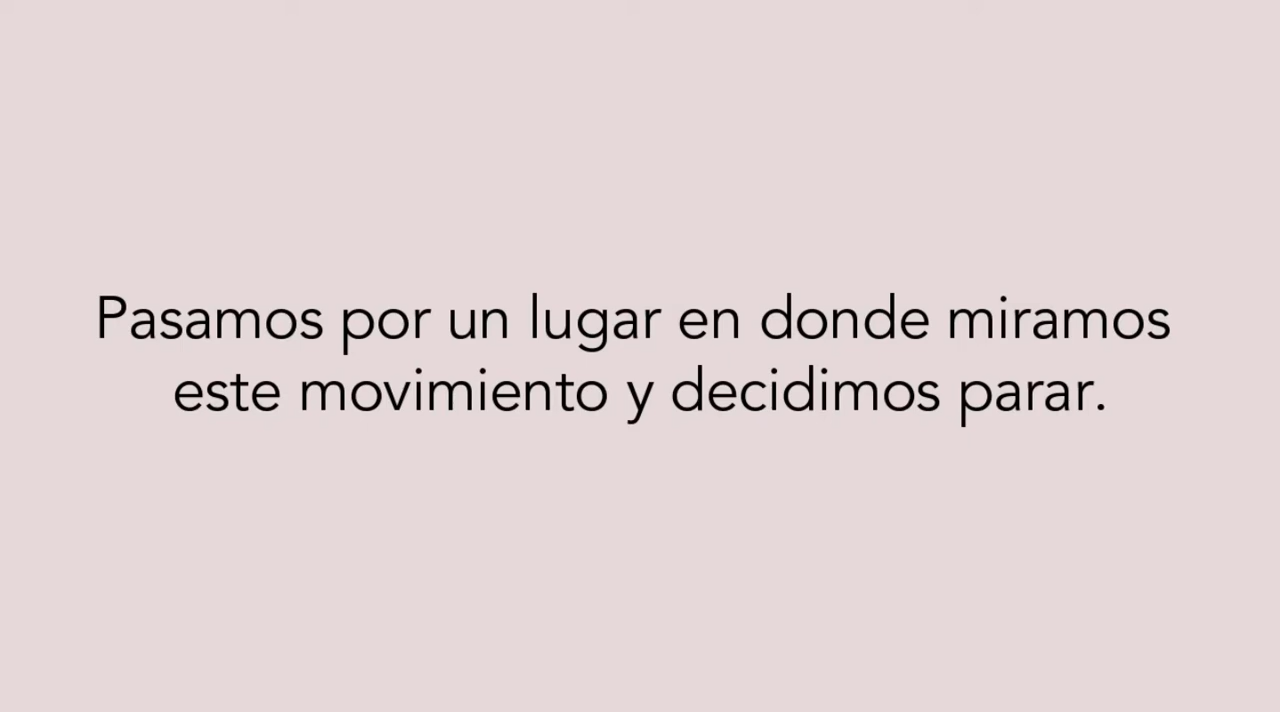 Pasamos por un lugar en donde miramos
este movimiento y decidimos parar.